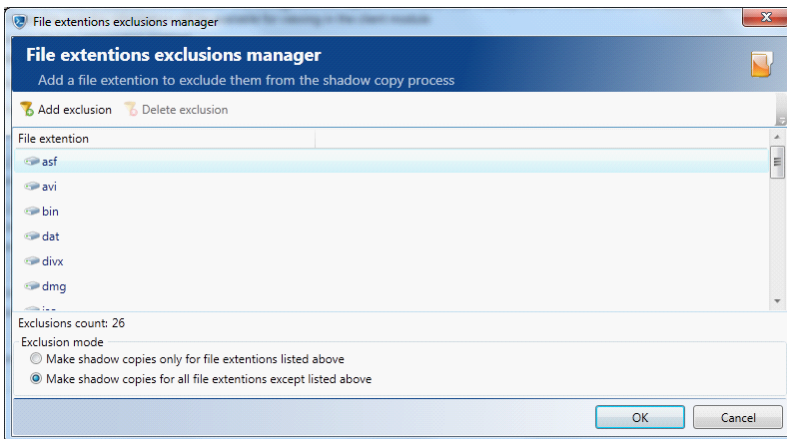 File extentions exclusions manager
File extentions exclusions manager
Add a file extention to exclude them from the shadow copy process
Add exclusion Delete exclusion
File extention
asf
avi
bin
dat
divx
dmg
Exclusions count: 26
Exclusion mode
Make shadow copies only for file extentions listed above
Make shadow copies for all file extentions except listed above
OK Cancel